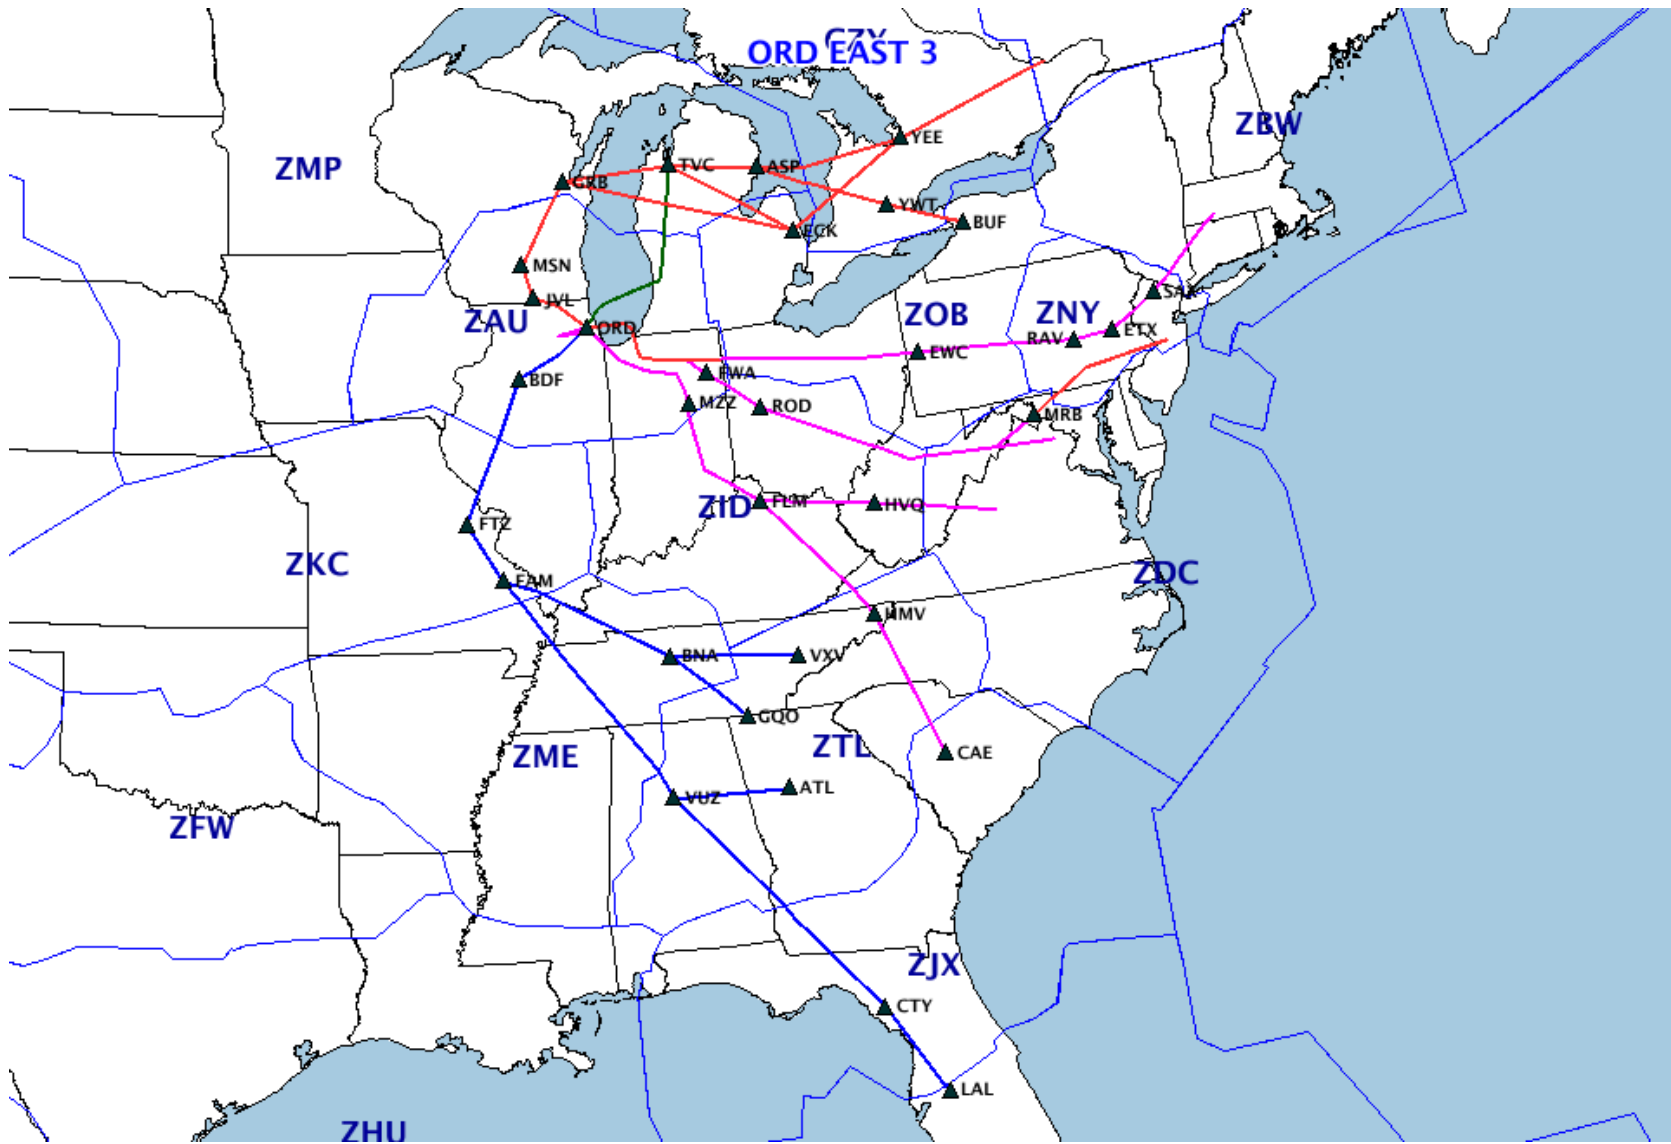 CZY
ORD EAST 3
ZBW
YEE
ZMP
TVC
ASP
GRB
YWT
BUF
ECK
MSN
SAX
JVL
ZAU
ORD
ZOB
ZNY
ETX
RAV
EWC
FWA
BDF
MZZ
ROD
MRB
ZID
FLM
HVQ
FTZ
ZKC
FAM
ZDC
HMV
BNA
VXV
GQO
ZME
ZTL
CAE
VUZ
ATL
ZFW
ZJX
CTY
LAL
ZHU